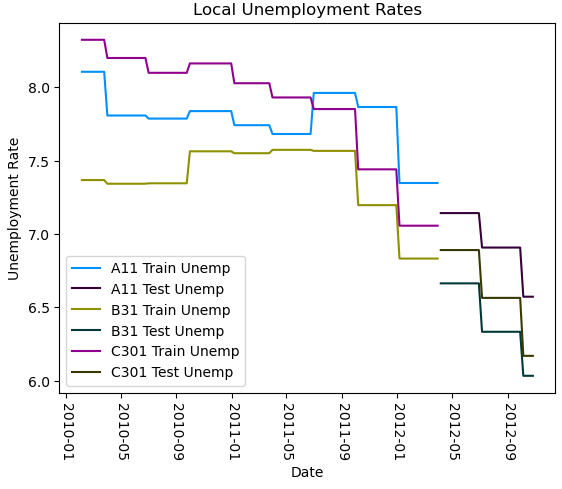 Local Unemployment Rates
Unemployment Rate
8.0
7.5
7.0
6.5
6.0
A11 Train Unemp
A11 Test Unemp
B31 Train Unemp
B31 Test Unemp
C301 Train Unemp
C301 Test Unemp
2010-01
2010-05
2010-09
2011-01
2011-05
2011-09
2012-01
2012-05
2012-09
Date